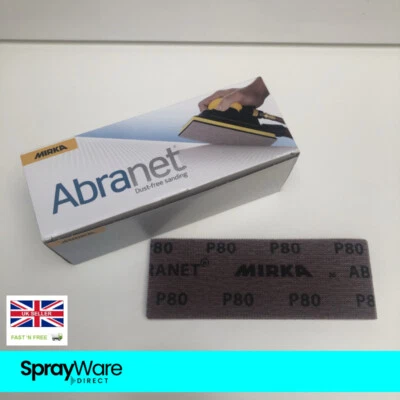 MIRKA
Abranet®
Dust-free sanding
P80 P80 P80 P80
RANET® MIRKA AB
P80 P80 P80 P80
UK SELLER
FAST 'N FREE
SprayWare
DIRECT